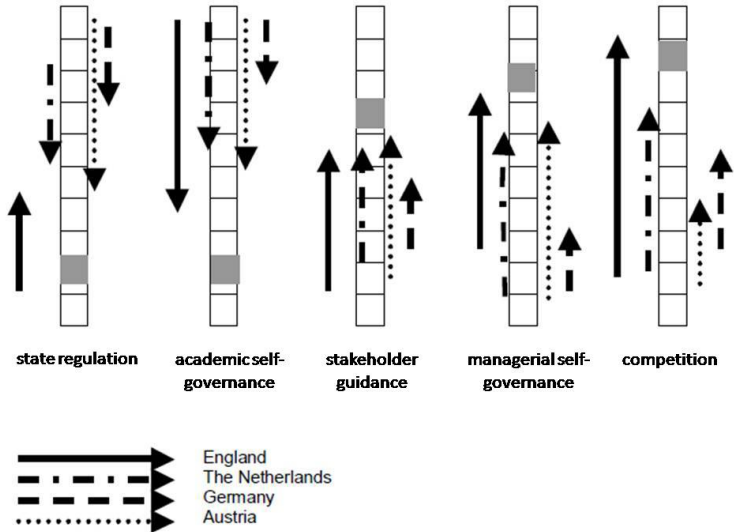 state regulation
academic self-
governance
stakeholder
guidance
managerial self-
governance
competition
England
The Netherlands
Germany
Austria